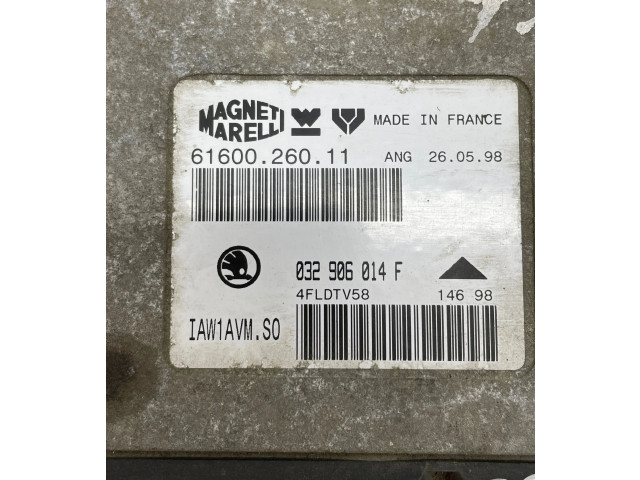 MAGNETI
MARELLI MADE IN FRANCE
61600.260.11 ANG 26.05.98
032 906 014 F
4FLDTV58 146 98
IAW1AVM.S0